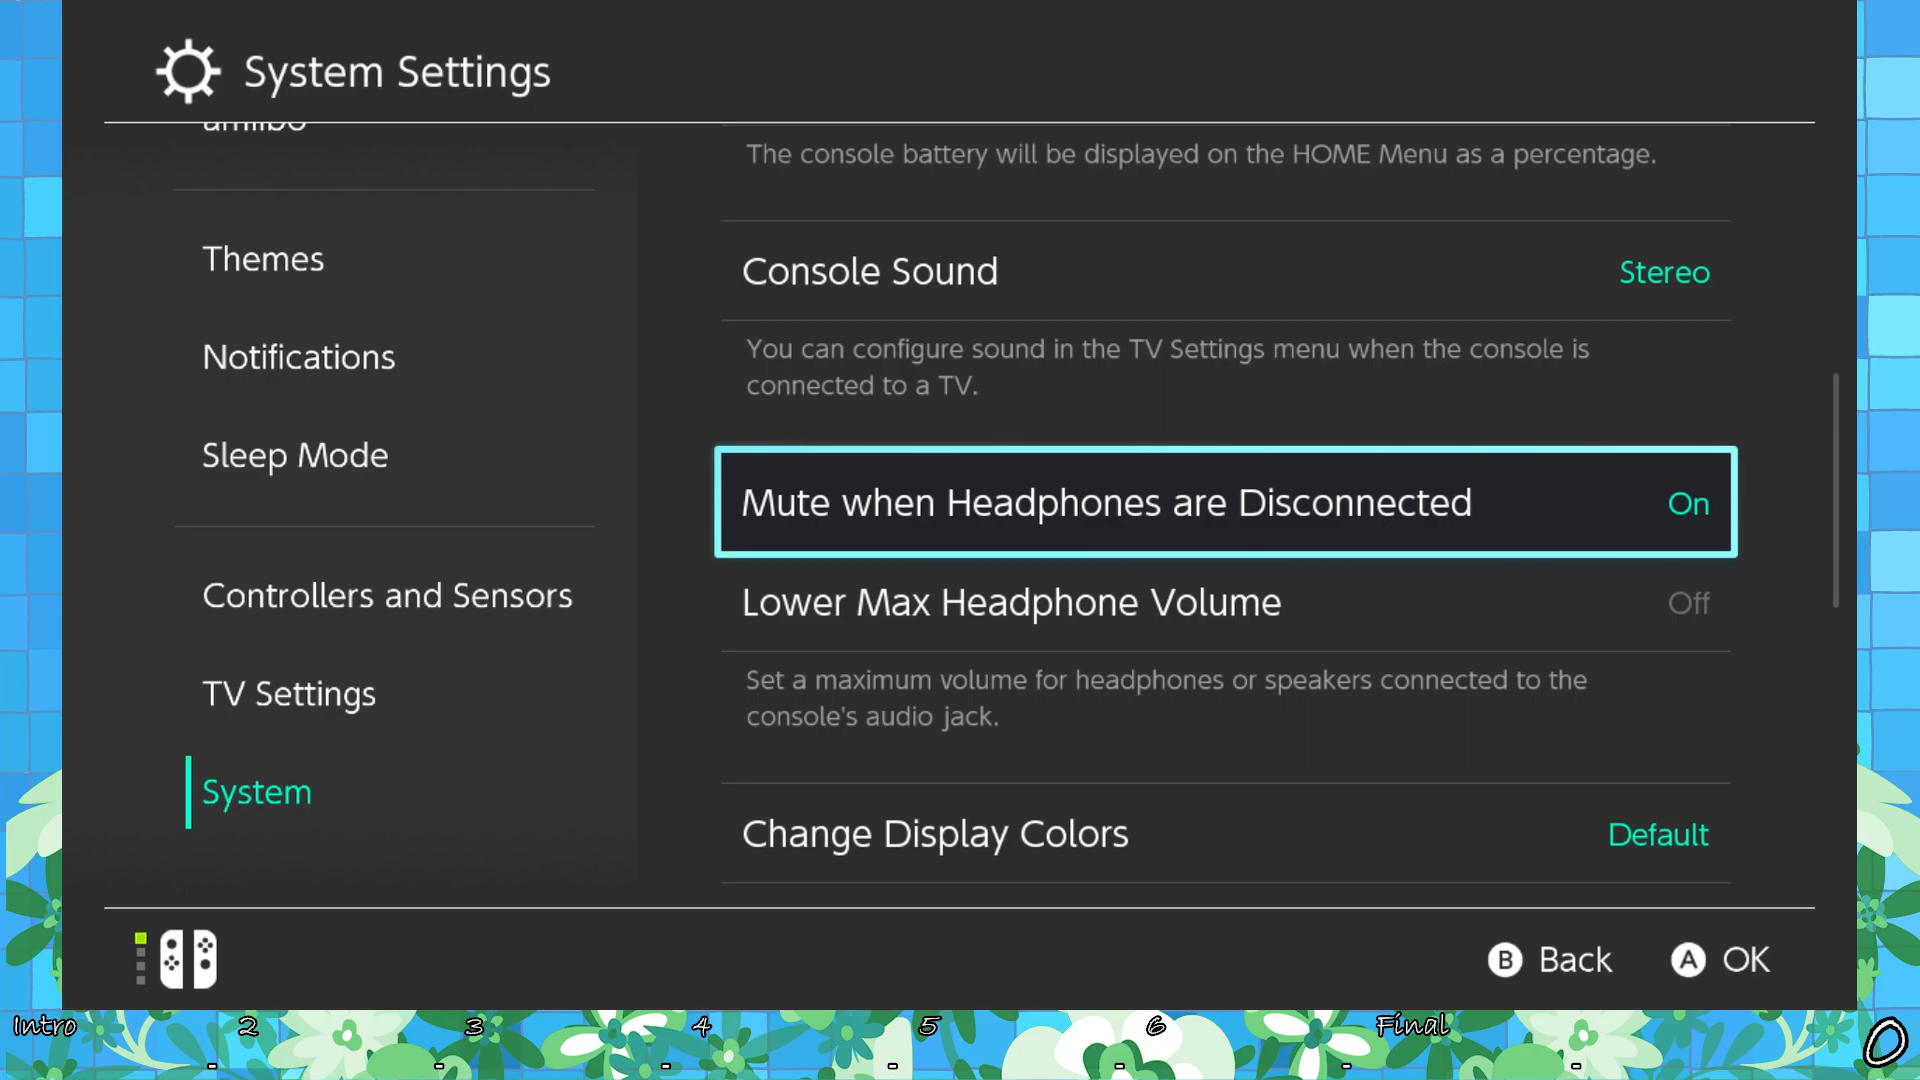 System Settings
amiibo
Themes
Notifications
Sleep Mode
Controllers and Sensors
TV Settings
System
The console battery will be displayed on the HOME Menu as a percentage.
Console Sound Stereo
You can configure sound in the TV Settings menu when the console is
connected to a TV.
Mute when Headphones are Disconnected On
Lower Max Headphone Volume Off
Set a maximum volume for headphones or speakers connected to the
console's audio jack.
Change Display Colors Default
B Back A OK
Intro 2 3 4 5 6 Final 0
- - - - - - -